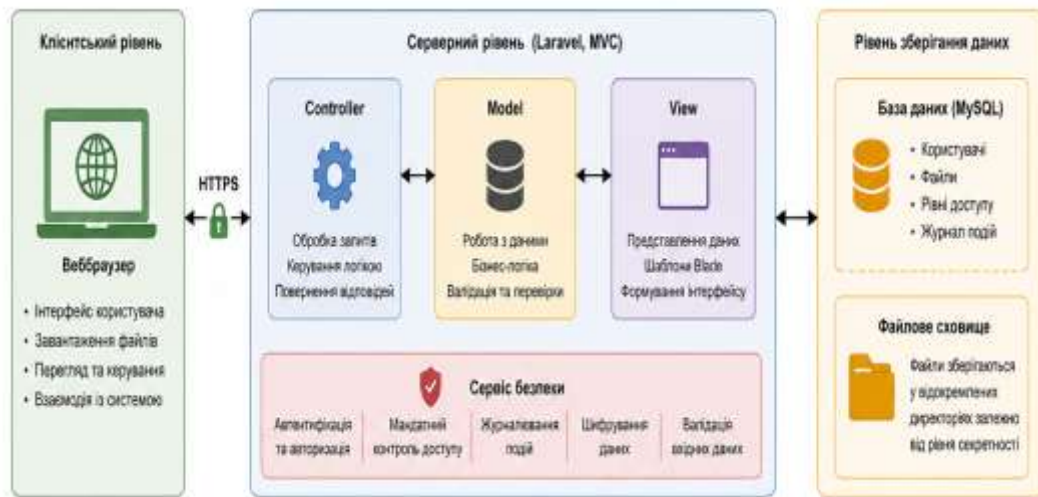 Клієнтський рівень
Веббраузер
• Інтерфейс користувача
• Завантаження файлів
• Перегляд та керування
• Взаємодія із системою
HTTPS
Серверний рівень (Laravel, MVC)
Controller
Обробка запитів
Керування логікою
Повернення відповідей
Model
Робота з даними
Бізнес-логіка
Валідація та перевірки
View
Представлення даних
Шаблони Blade
Формування інтерфейсу
Сервіс безпеки
Автентифікація
та авторизація
Мандатний
контроль доступу
Журналювання
подій
Шифрування
даних
Валідація
вхідних даних
Рівень зберігання даних
База даних (MySQL)
• Користувачі
• Файли
• Рівні доступу
• Журнал подій
Файлове сховище
Файли зберігаються
у відокремлених
директоріях залежно
від рівня секретності